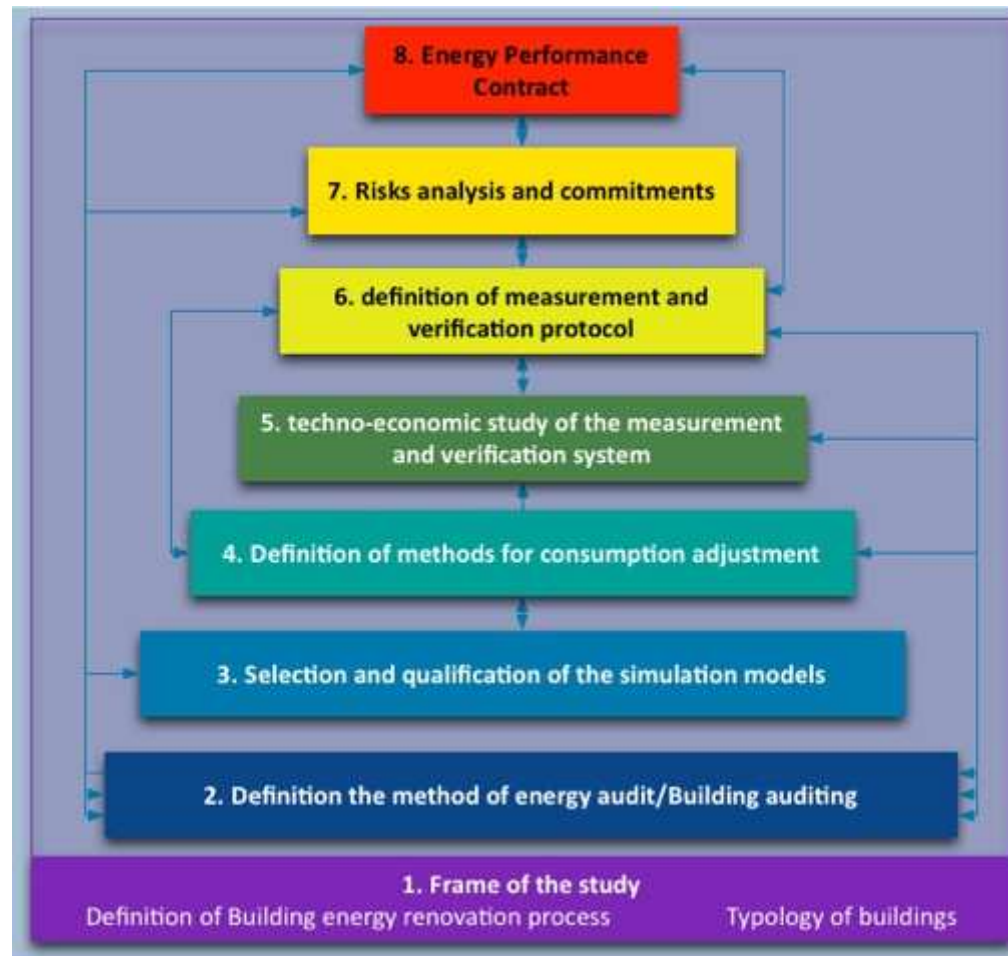 8. Energy Performance
Contract
7. Risks analysis and commitments
6. definition of measurement and
verification protocol
5. techno-economic study of the measurement
and verification system
4. Definition of methods for consumption adjustment
3. Selection and qualification of the simulation models
2. Definition the method of energy audit/Building auditing
1. Frame of the study
Definition of Building energy renovation process Typology of buildings